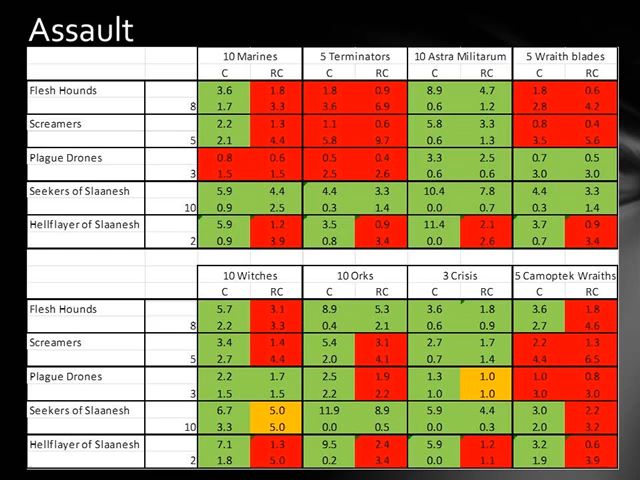 Assault
10 Marines 5 Terminators 10 Astra Militarum 5 Wraith blades
C RC C RC C RC C RC
Flesh Hounds 3.6 1.8 1.8 0.9 8.9 4.7 1.8 0.6
8 1.7 3.3 3.6 6.9 0.6 1.2 2.8 4.2
Screamers 2.2 1.3 1.1 0.6 5.8 3.3 0.8 0.4
5 2.1 4.4 5.8 9.7 0.6 1.3 3.5 5.6
Plague Drones 0.8 0.6 0.5 0.4 3.3 2.5 0.7 0.5
3 1.5 1.5 2.5 2.6 0.6 0.6 3.0 3.0
Seekers of Slaanesh 5.9 4.4 4.4 3.3 10.4 7.8 4.4 3.3
10 0.9 2.5 0.3 1.4 0.0 0.7 0.3 1.4
Hellflayer of Slaanesh 5.9 1.2 3.5 0.9 11.4 2.1 3.7 0.9
2 0.9 3.9 0.8 3.4 0.0 2.6 0.7 3.4
10 Witches 10 Orks 3 Crisis 5 Camoptek Wraiths
C RC C RC C RC C RC
Flesh Hounds 5.7 3.1 8.9 5.3 3.6 1.8 3.6 1.8
8 2.2 3.3 0.4 2.1 0.6 0.9 2.7 4.6
Screamers 3.4 1.4 5.4 3.1 2.7 1.7 2.2 1.3
5 2.7 4.4 2.0 4.1 0.7 1.4 4.4 6.5
Plague Drones 2.2 1.7 2.5 1.9 1.3 1.0 1.0 0.8
3 1.5 1.5 2.2 2.2 1.0 1.0 3.0 3.0
Seekers of Slaanesh 6.7 5.0 11.9 8.9 5.9 4.4 3.0 2.2
10 3.3 5.0 0.0 0.5 0.0 0.3 2.0 3.2
Hellflayer of Slaanesh 7.1 1.3 9.5 2.4 5.9 1.2 3.2 0.6
2 1.8 5.0 0.2 3.4 0.0 1.1 1.9 3.9